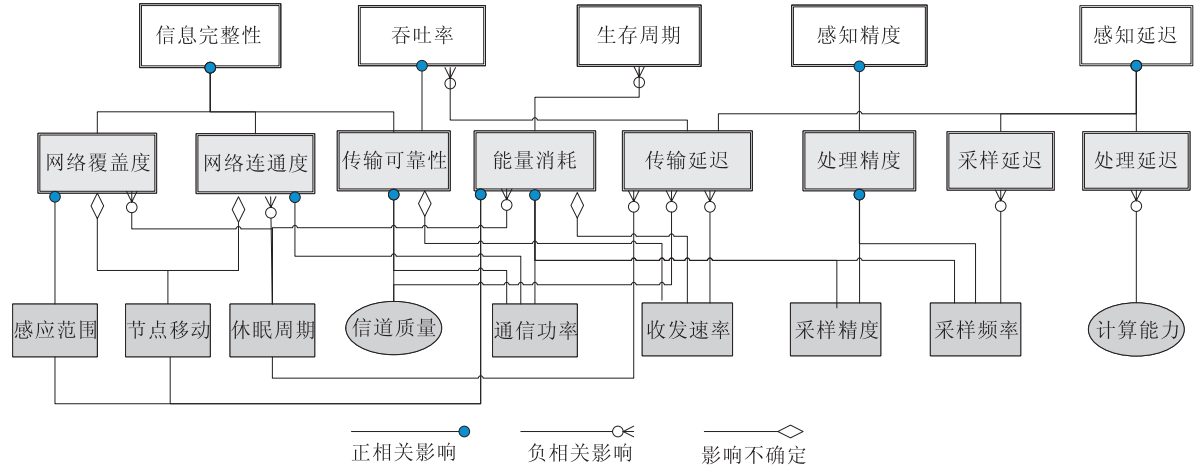 信息完整性
吞吐率
生存周期
感知精度
感知延迟
网络覆盖度
网络连通度
传输可靠性
能量消耗
传输延迟
处理精度
采样延迟
处理延迟
感应范围
节点移动
休眠周期
信道质量
通信功率
收发速率
采样精度
采样频率
计算能力
正相关影响
负相关影响
影响不确定